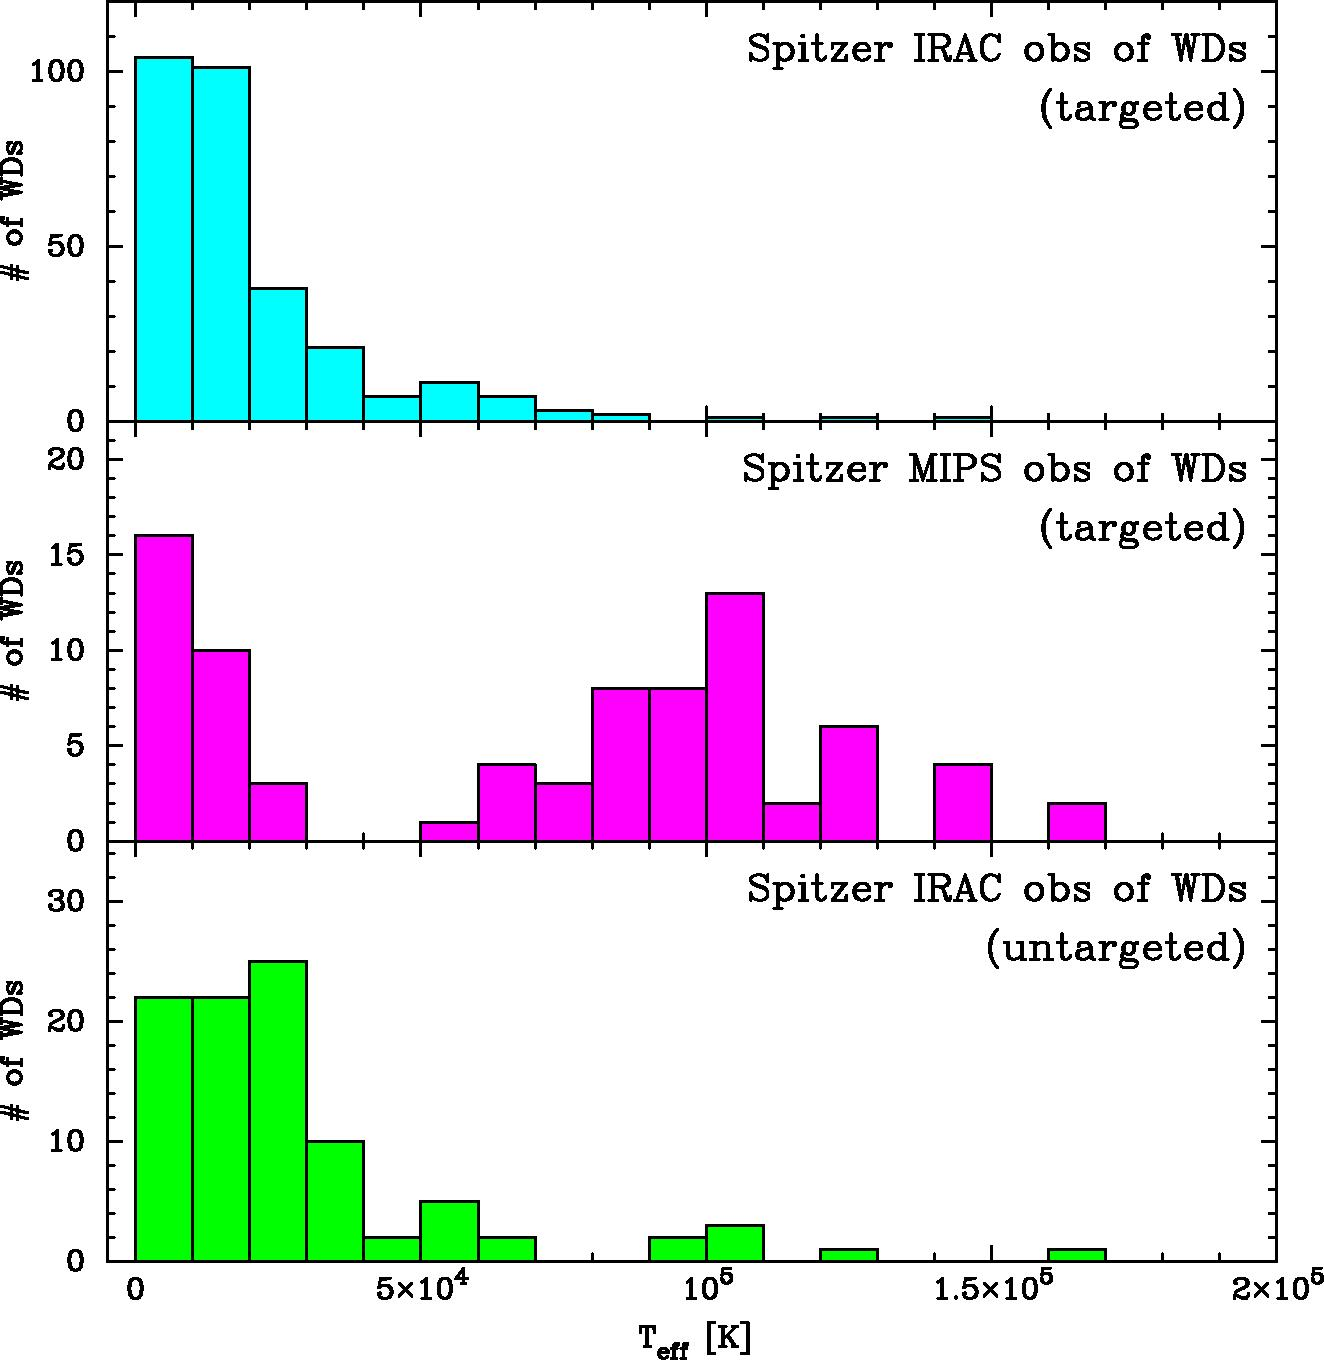 Spitzer IRAC obs of WDs
(targeted)
100
50
0
# of WDs
Spitzer MIPS obs of WDs
(targeted)
20
15
10
5
0
# of WDs
Spitzer IRAC obs of WDs
(untargeted)
30
20
10
0
# of WDs
0 5×10⁴ 10⁵ 1.5×10⁵ 2×10⁵
T_eff [K]